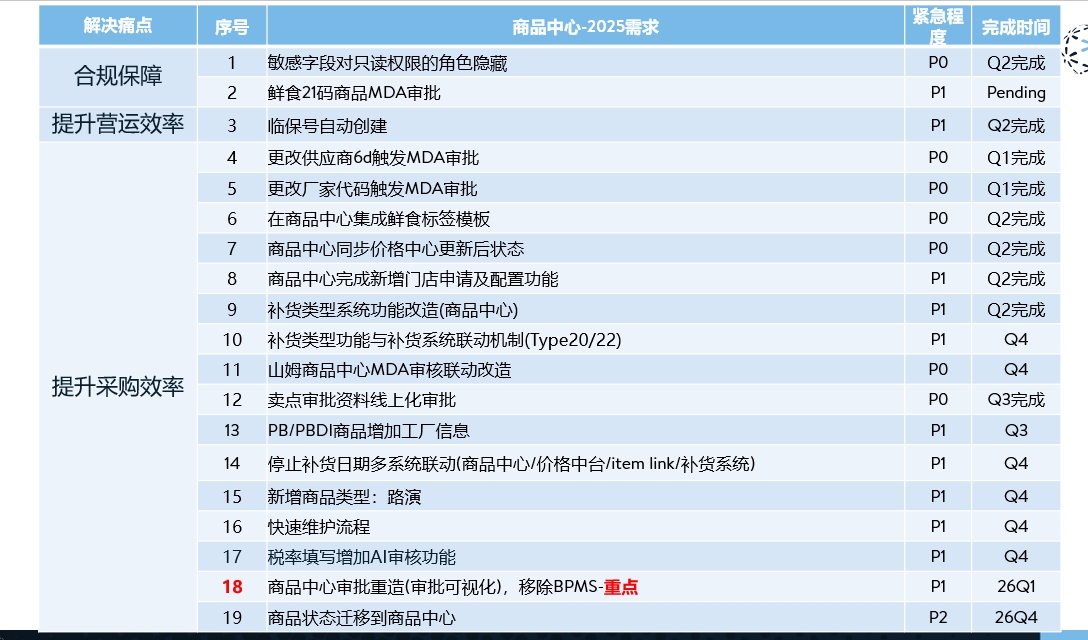 解决痛点 序号 商品中心-2025需求 紧急程度 完成时间
合规保障
1 敏感字段对只读权限的角色隐藏 P0 Q2完成
2 鲜食21码商品MDA审批 P1 Pending
提升营运效率
3 临保号自动创建 P1 Q2完成
提升采购效率
4 更改供应商6d触发MDA审批 P0 Q1完成
5 更改厂家代码触发MDA审批 P0 Q1完成
6 在商品中心集成鲜食标签模板 P0 Q2完成
7 商品中心同步价格中心更新后状态 P0 Q2完成
8 商品中心完成新增门店申请及配置功能 P1 Q2完成
9 补货类型系统功能改造(商品中心) P1 Q2完成
10 补货类型功能与补货系统联动机制(Type20/22) P1 Q4
11 山姆商品中心MDA审核联动改造 P0 Q4
12 卖点审批资料线上化审批 P0 Q3完成
13 PB/PBDI商品增加工厂信息 P1 Q3
14 停止补货日期多系统联动(商品中心/价格中台/item link/补货系统) P1 Q4
15 新增商品类型：路演 P1 Q4
16 快速维护流程 P1 Q4
17 税率填写增加AI审核功能 P1 Q4
18 商品中心审批重造(审批可视化)，移除BPMS-重点 P1 26Q1
19 商品状态迁移到商品中心 P2 26Q4